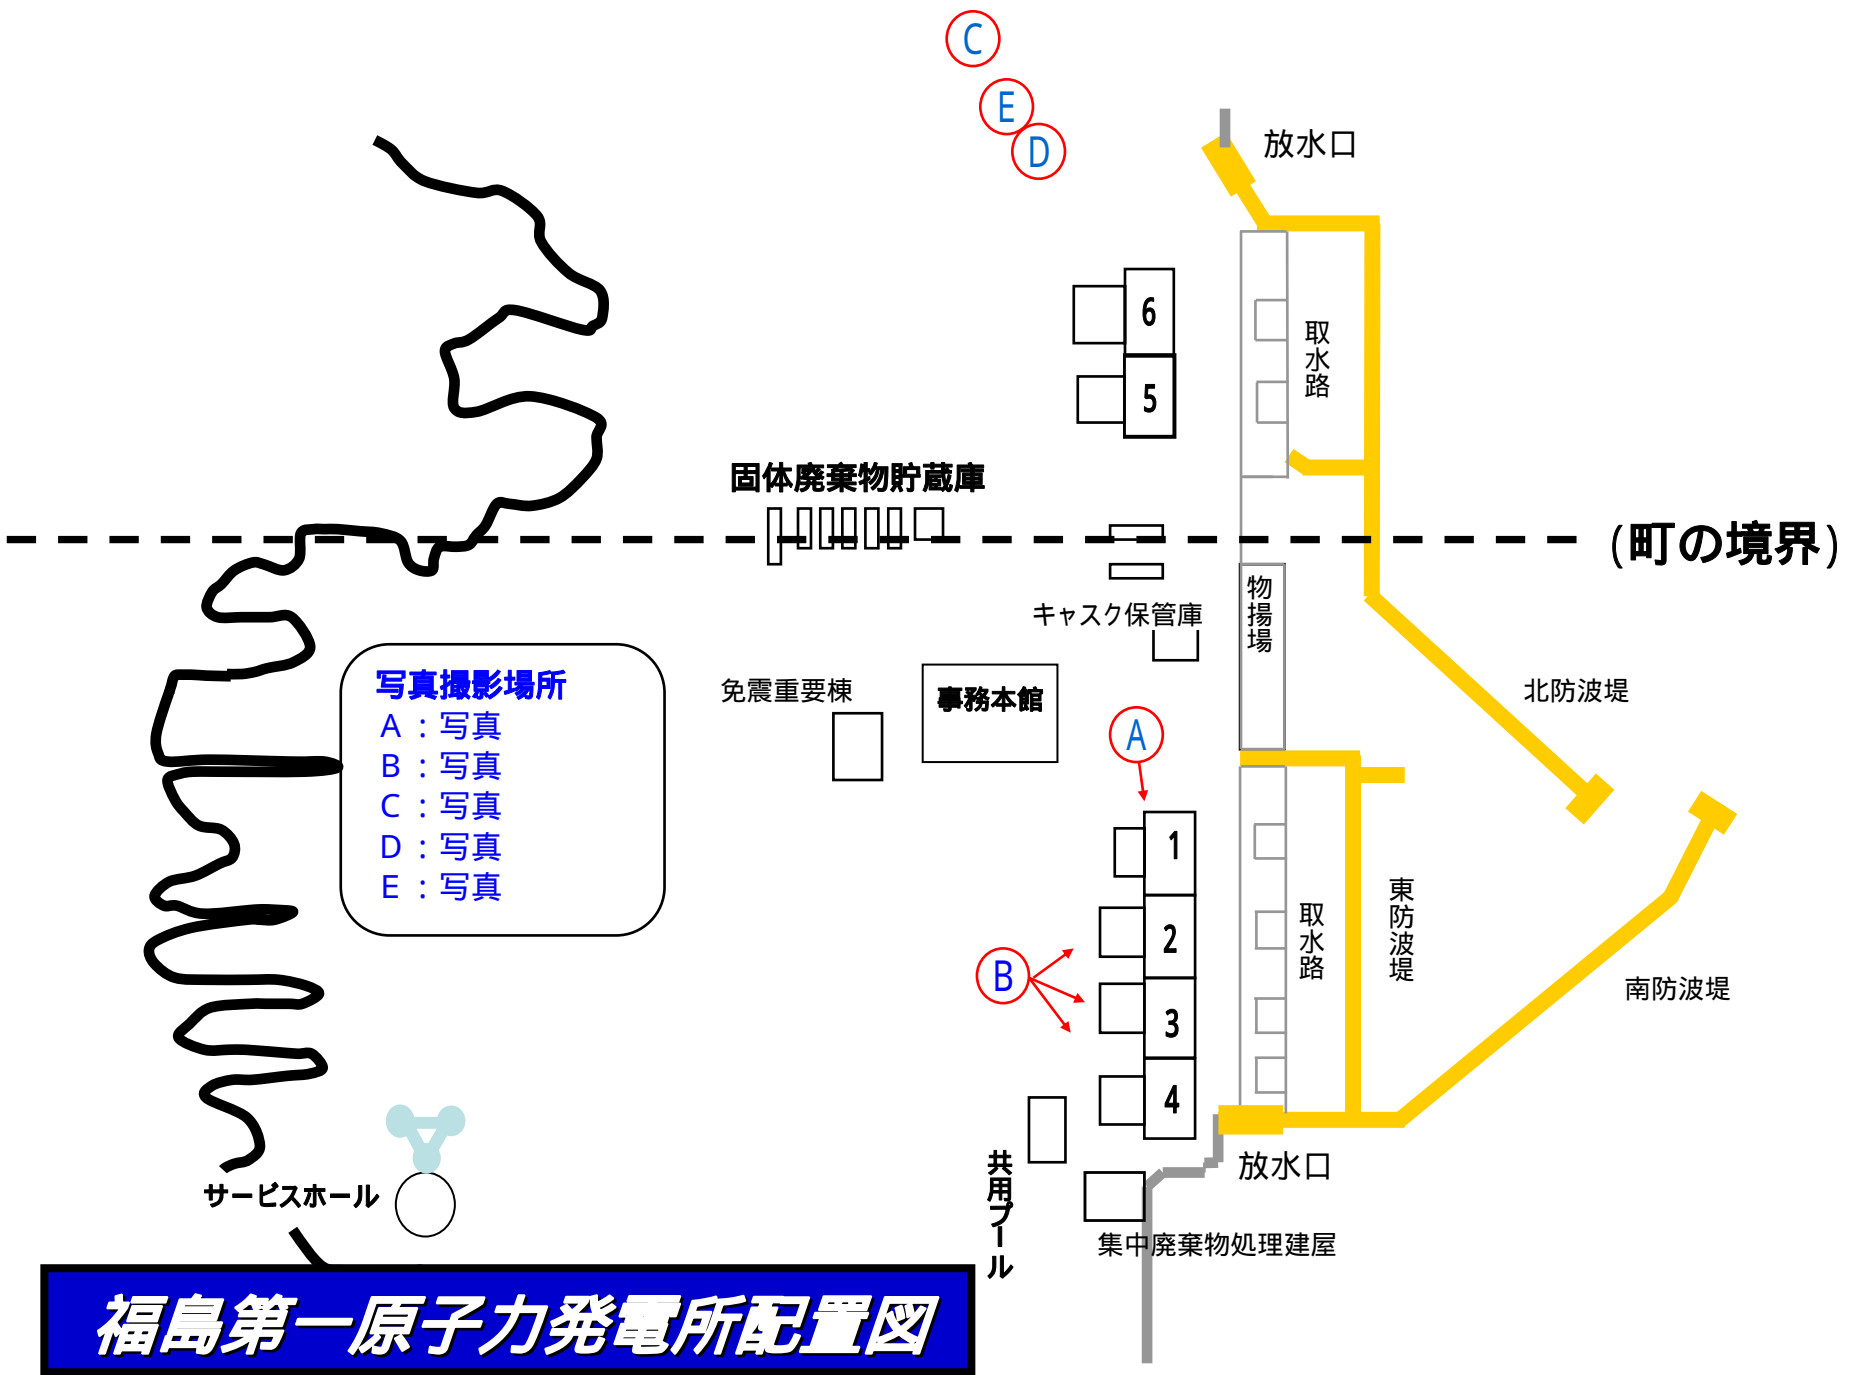 C
E
D
放水口
6
5
取水路
固体廃棄物貯蔵庫
(町の境界)
物揚場
キャスク保管庫
免震重要棟
事務本館
北防波堤
写真撮影場所
A：写真
B：写真
C：写真
D：写真
E：写真
A
1
2
3
4
B
取水路
東防波堤
南防波堤
共用プール
放水口
サービスホール
集中廃棄物処理建屋
福島第一原子力発電所配置図